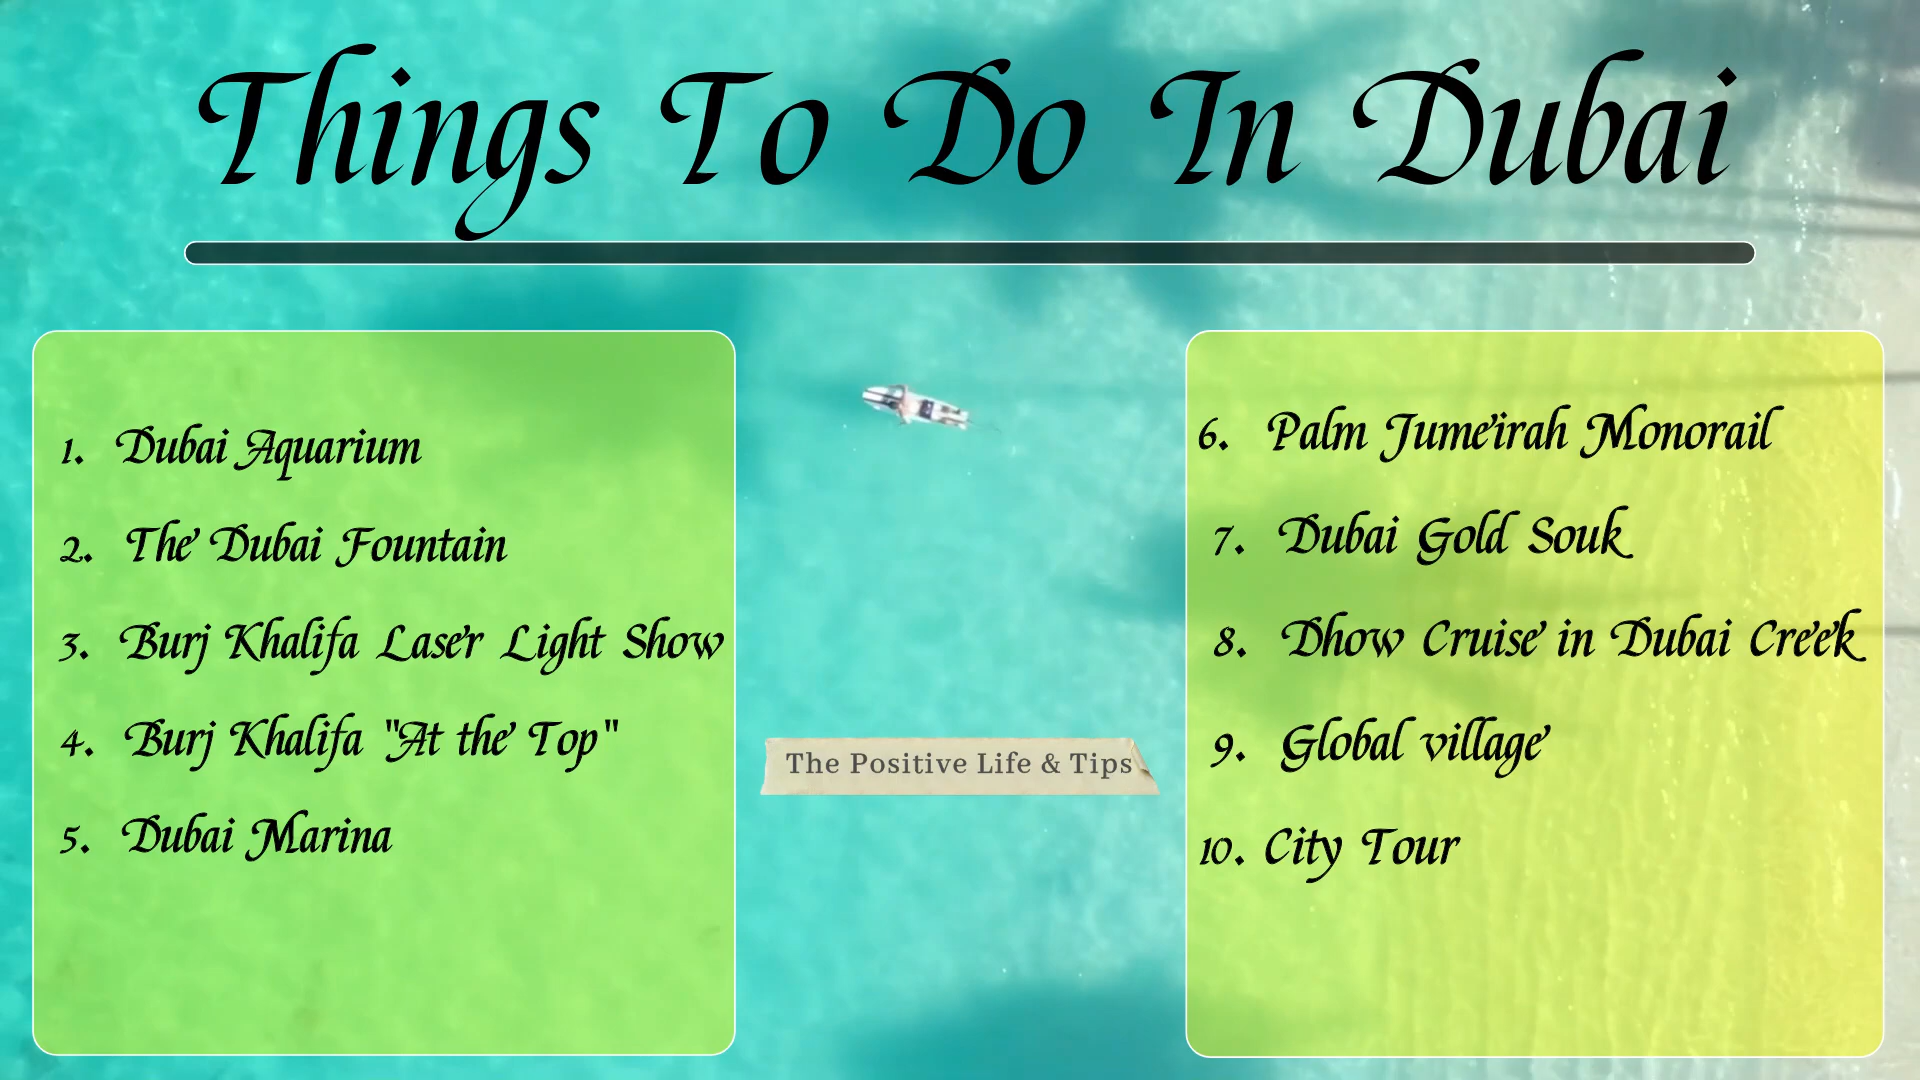 Things To Do In Dubai
1. Dubai Aquarium
2. The Dubai Fountain
3. Burj Khalifa Laser Light Show
4. Burj Khalifa "At the Top"
5. Dubai Marina
The Positive Life & Tips
6. Palm Jumeirah Monorail
7. Dubai Gold Souk
8. Dhow Cruise in Dubai Creek
9. Global village
10. City Tour